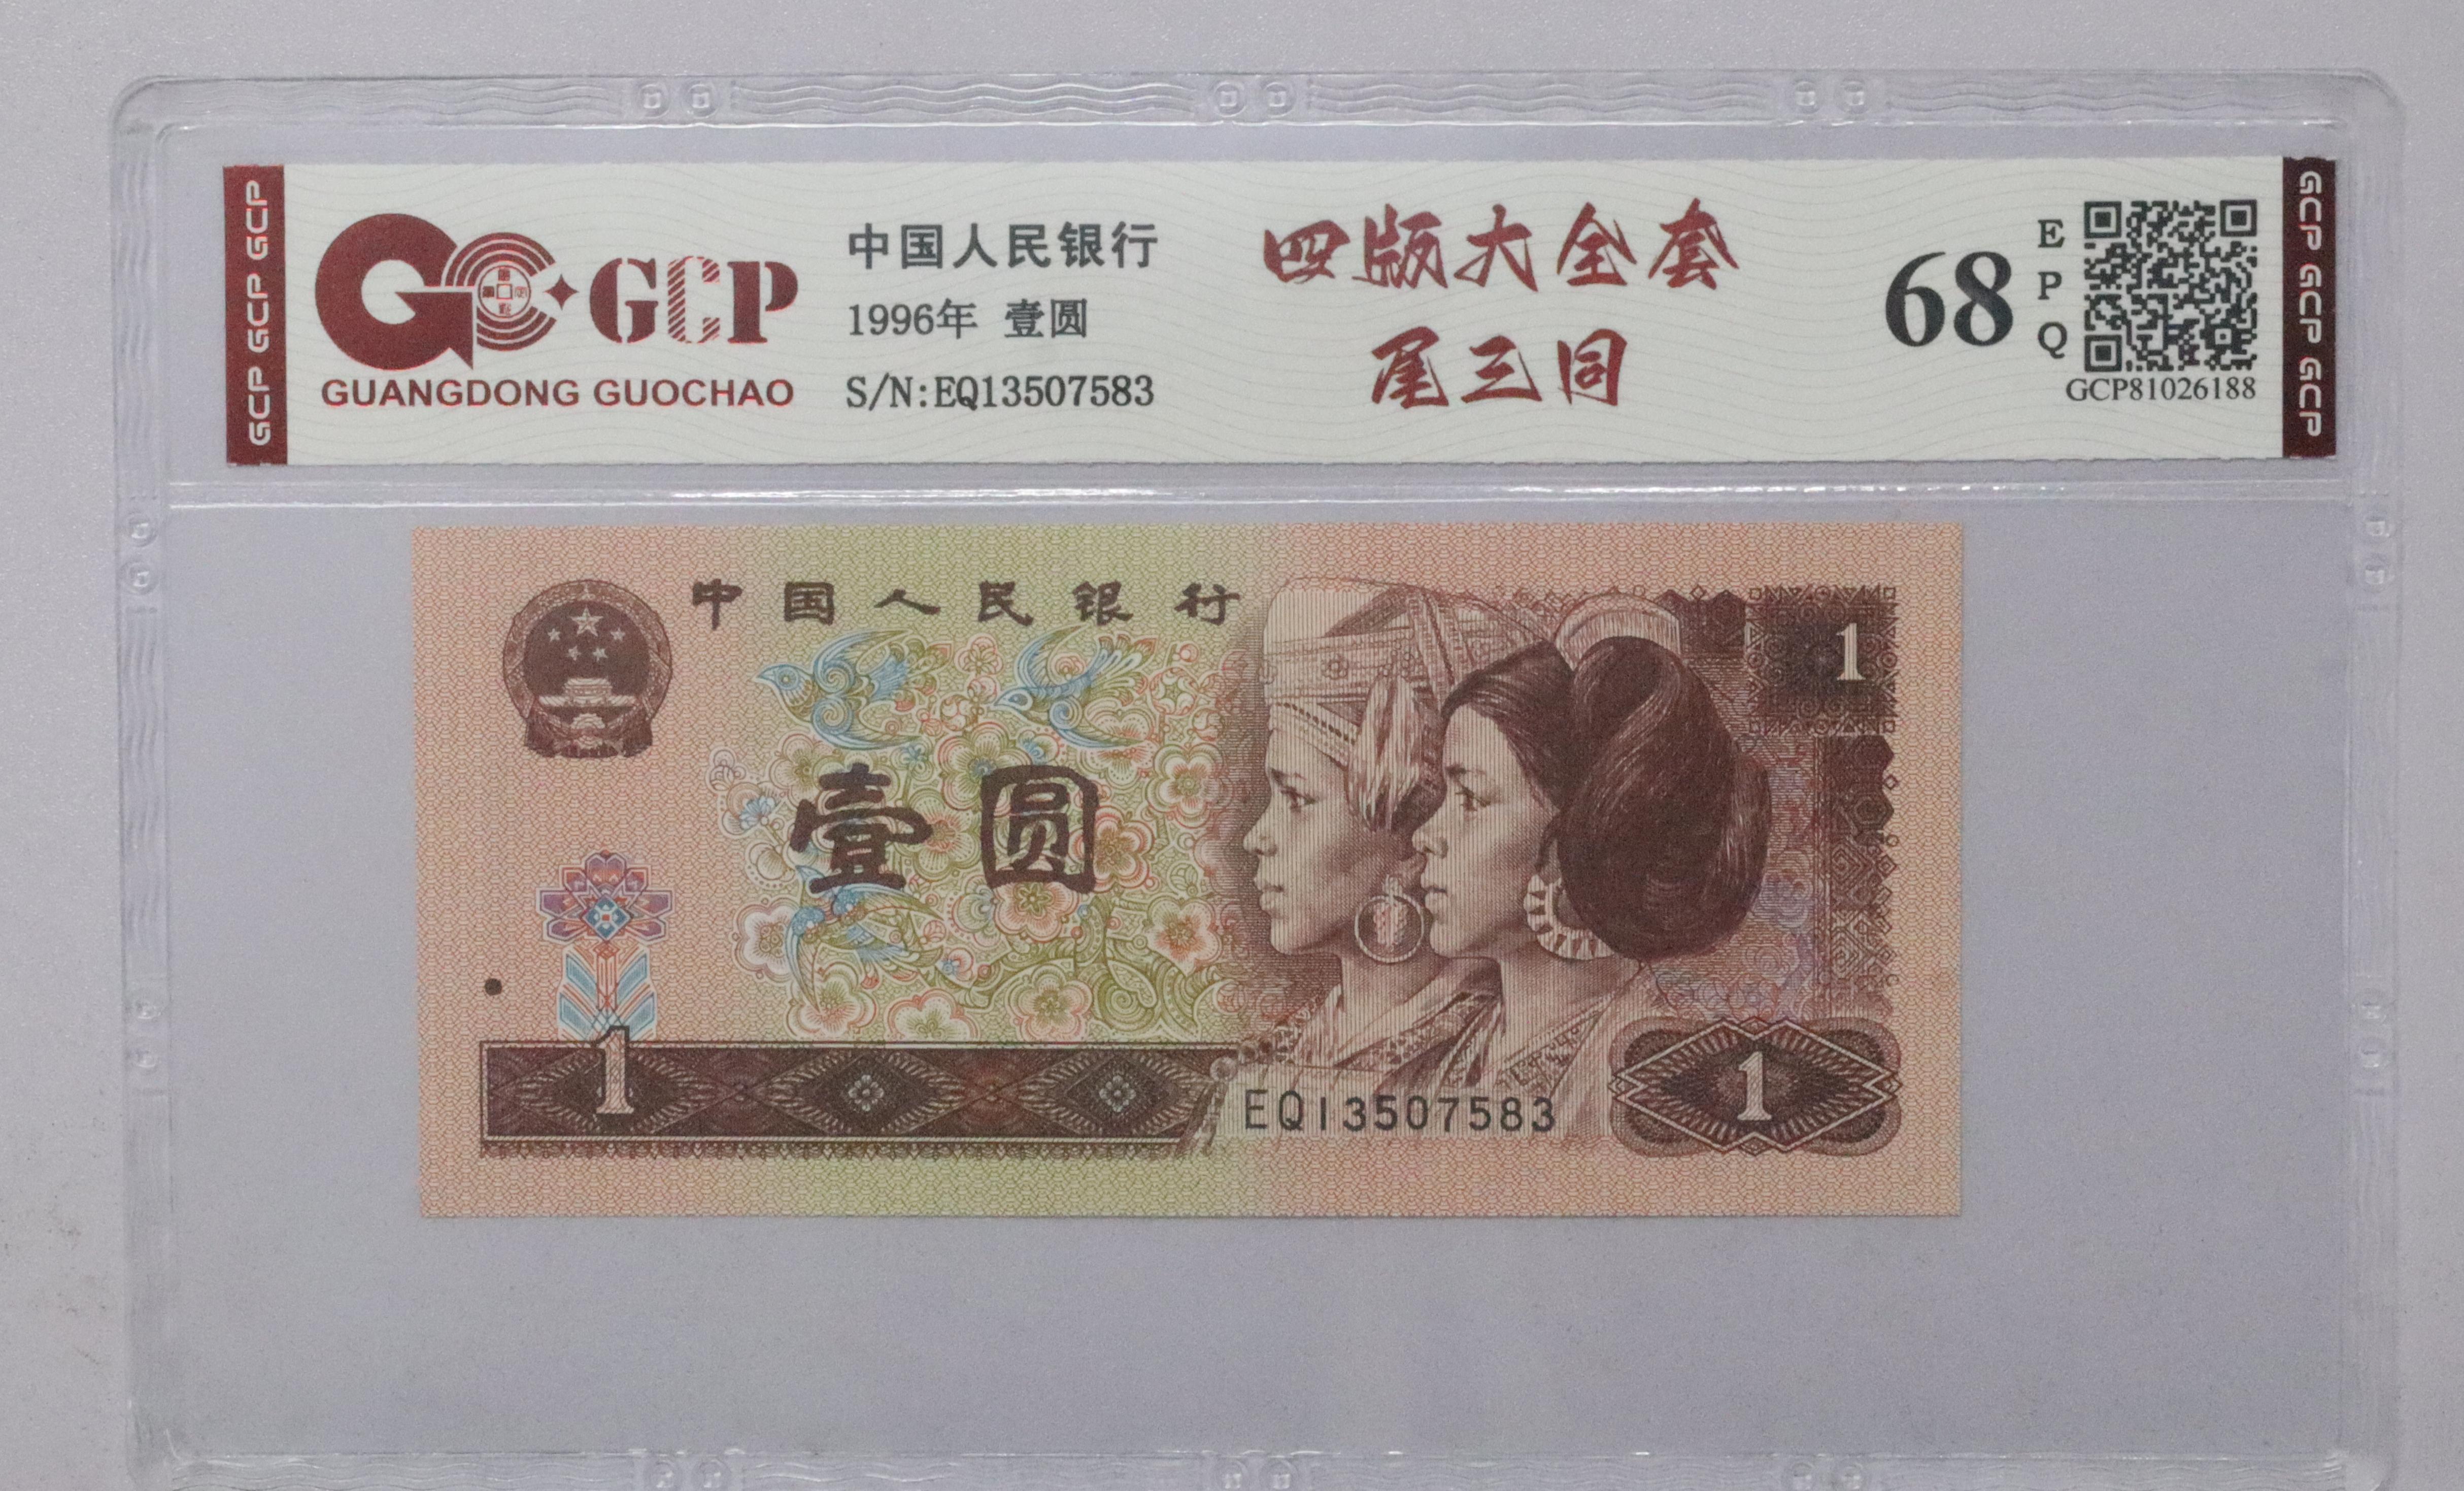 GCP GCP GCP
GCP
GUANGDONG GUOCHAO
中国人民银行
1996年 壹圆
S/N:EQ13507583
四版大全套
尾三同
68
EPQ
GCP81026188
GCP GCP GCP
中国人民银行
1
壹圆
1
EQ13507583
1